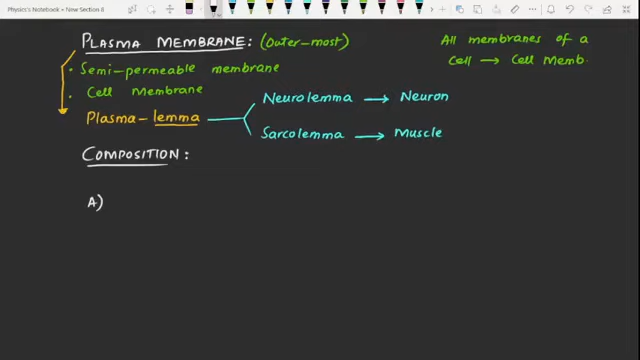 Physics's Notebook • New Section 6
PLASMA MEMBRANE: (Outer-most)
• Semi-permeable membrane
• Cell Membrane
Plasma-lemma
Neurolemma → Neuron
Sarcolemma → Muscle
All membranes of a
Cell → Cell Memb.
COMPOSITION:
A)